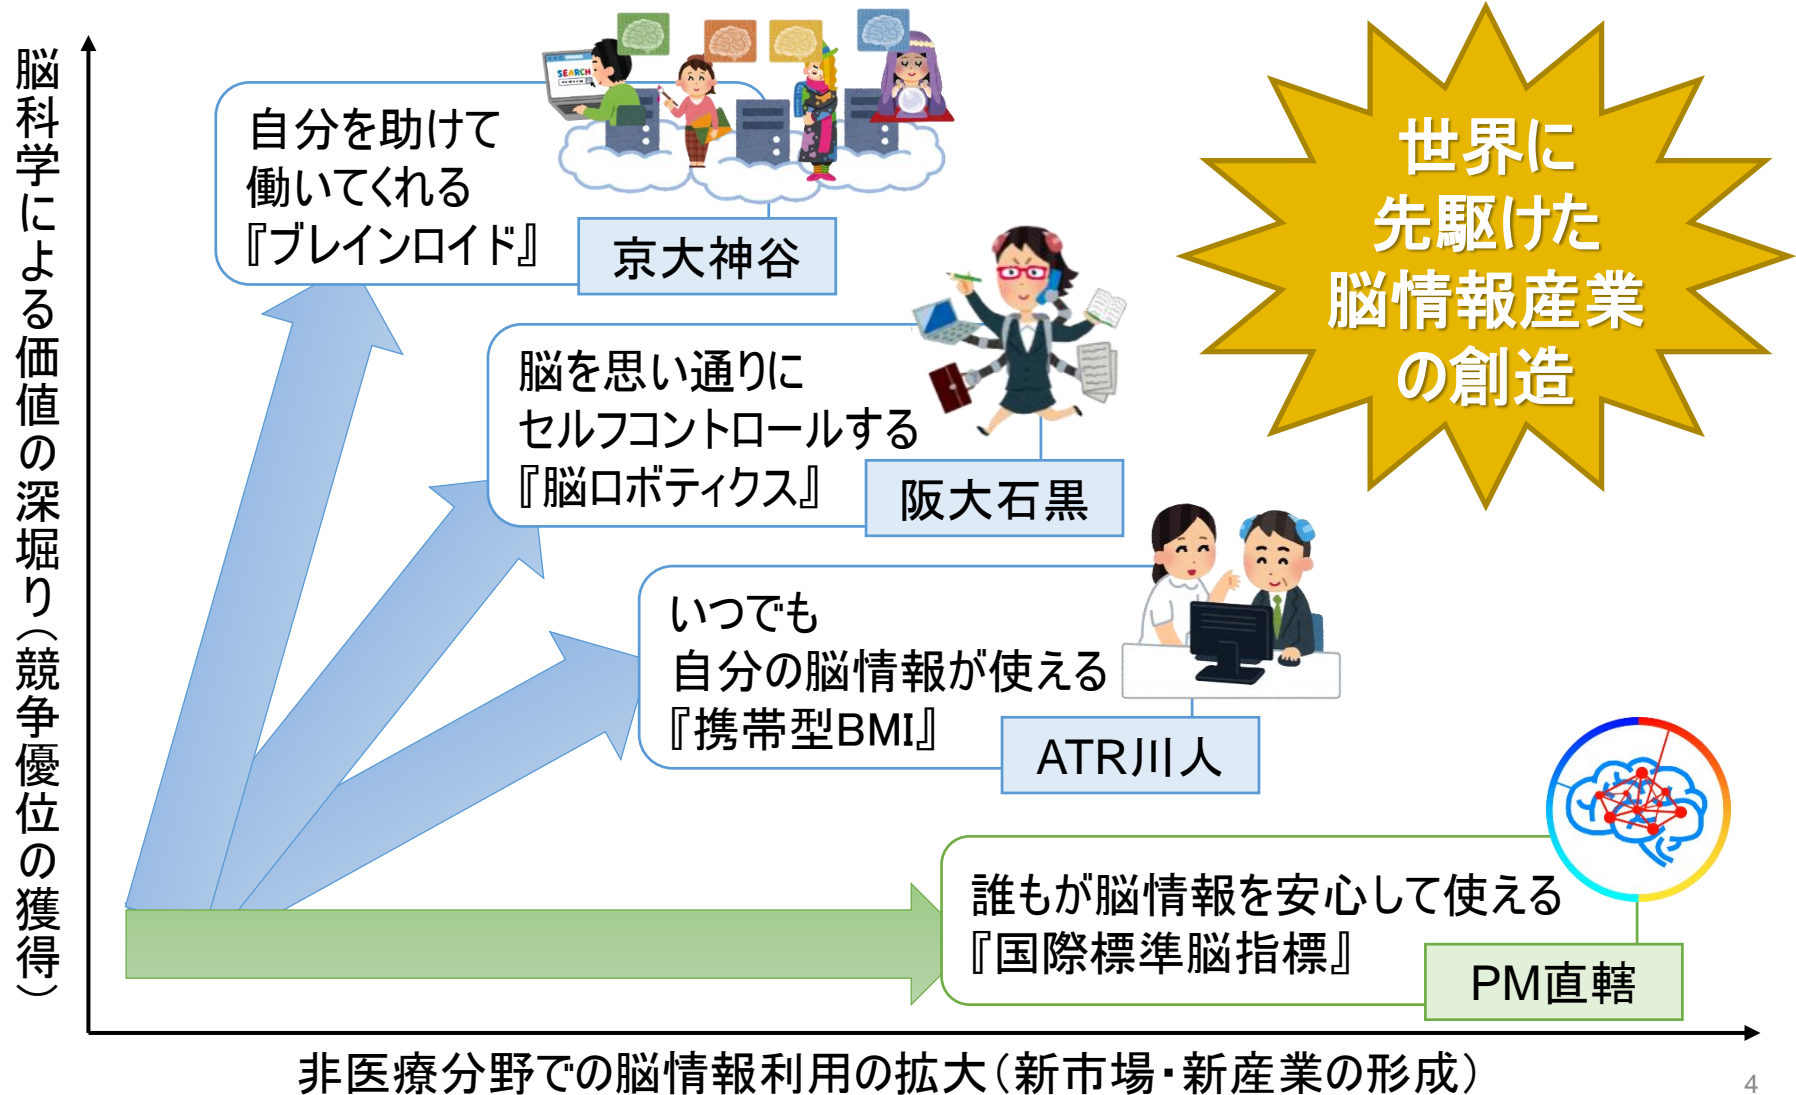 脳科学による価値の深堀り（競争優位の獲得）
自分を助けて
働いてくれる
『ブレインロイド』
SEARCH
京大神谷
脳を思い通りに
セルフコントロールする
『脳ロボティクス』
阪大石黒
いつでも
自分の脳情報が使える
『携帯型BMI』
ATR川人
誰もが脳情報を安心して使える
『国際標準脳指標』
PM直轄
世界に
先駆けた
脳情報産業
の創造
非医療分野での脳情報利用の拡大（新市場・新産業の形成）
4